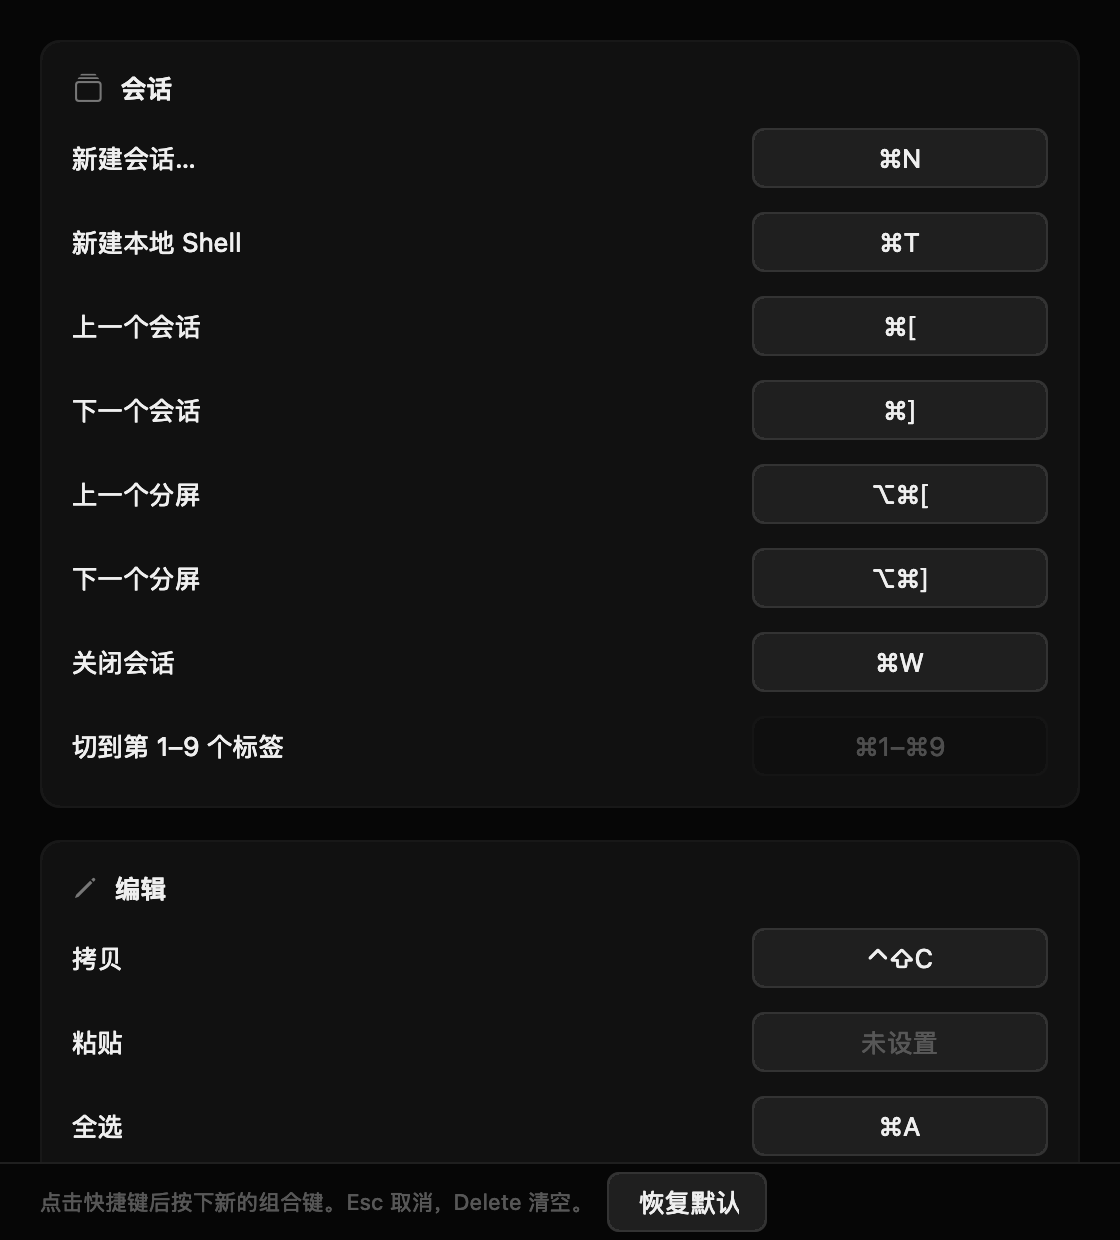 会话
新建会话... ⌘N
新建本地 Shell ⌘T
上一个会话 ⌘[
下一个会话 ⌘]
上一个分屏 ⌥⌘[
下一个分屏 ⌥⌘]
关闭会话 ⌘W
切到第 1–9 个标签 ⌘1–⌘9
编辑
拷贝 ^⇧C
粘贴 未设置
全选 ⌘A
点击快捷键后按下新的组合键。Esc 取消，Delete 清空。 恢复默认